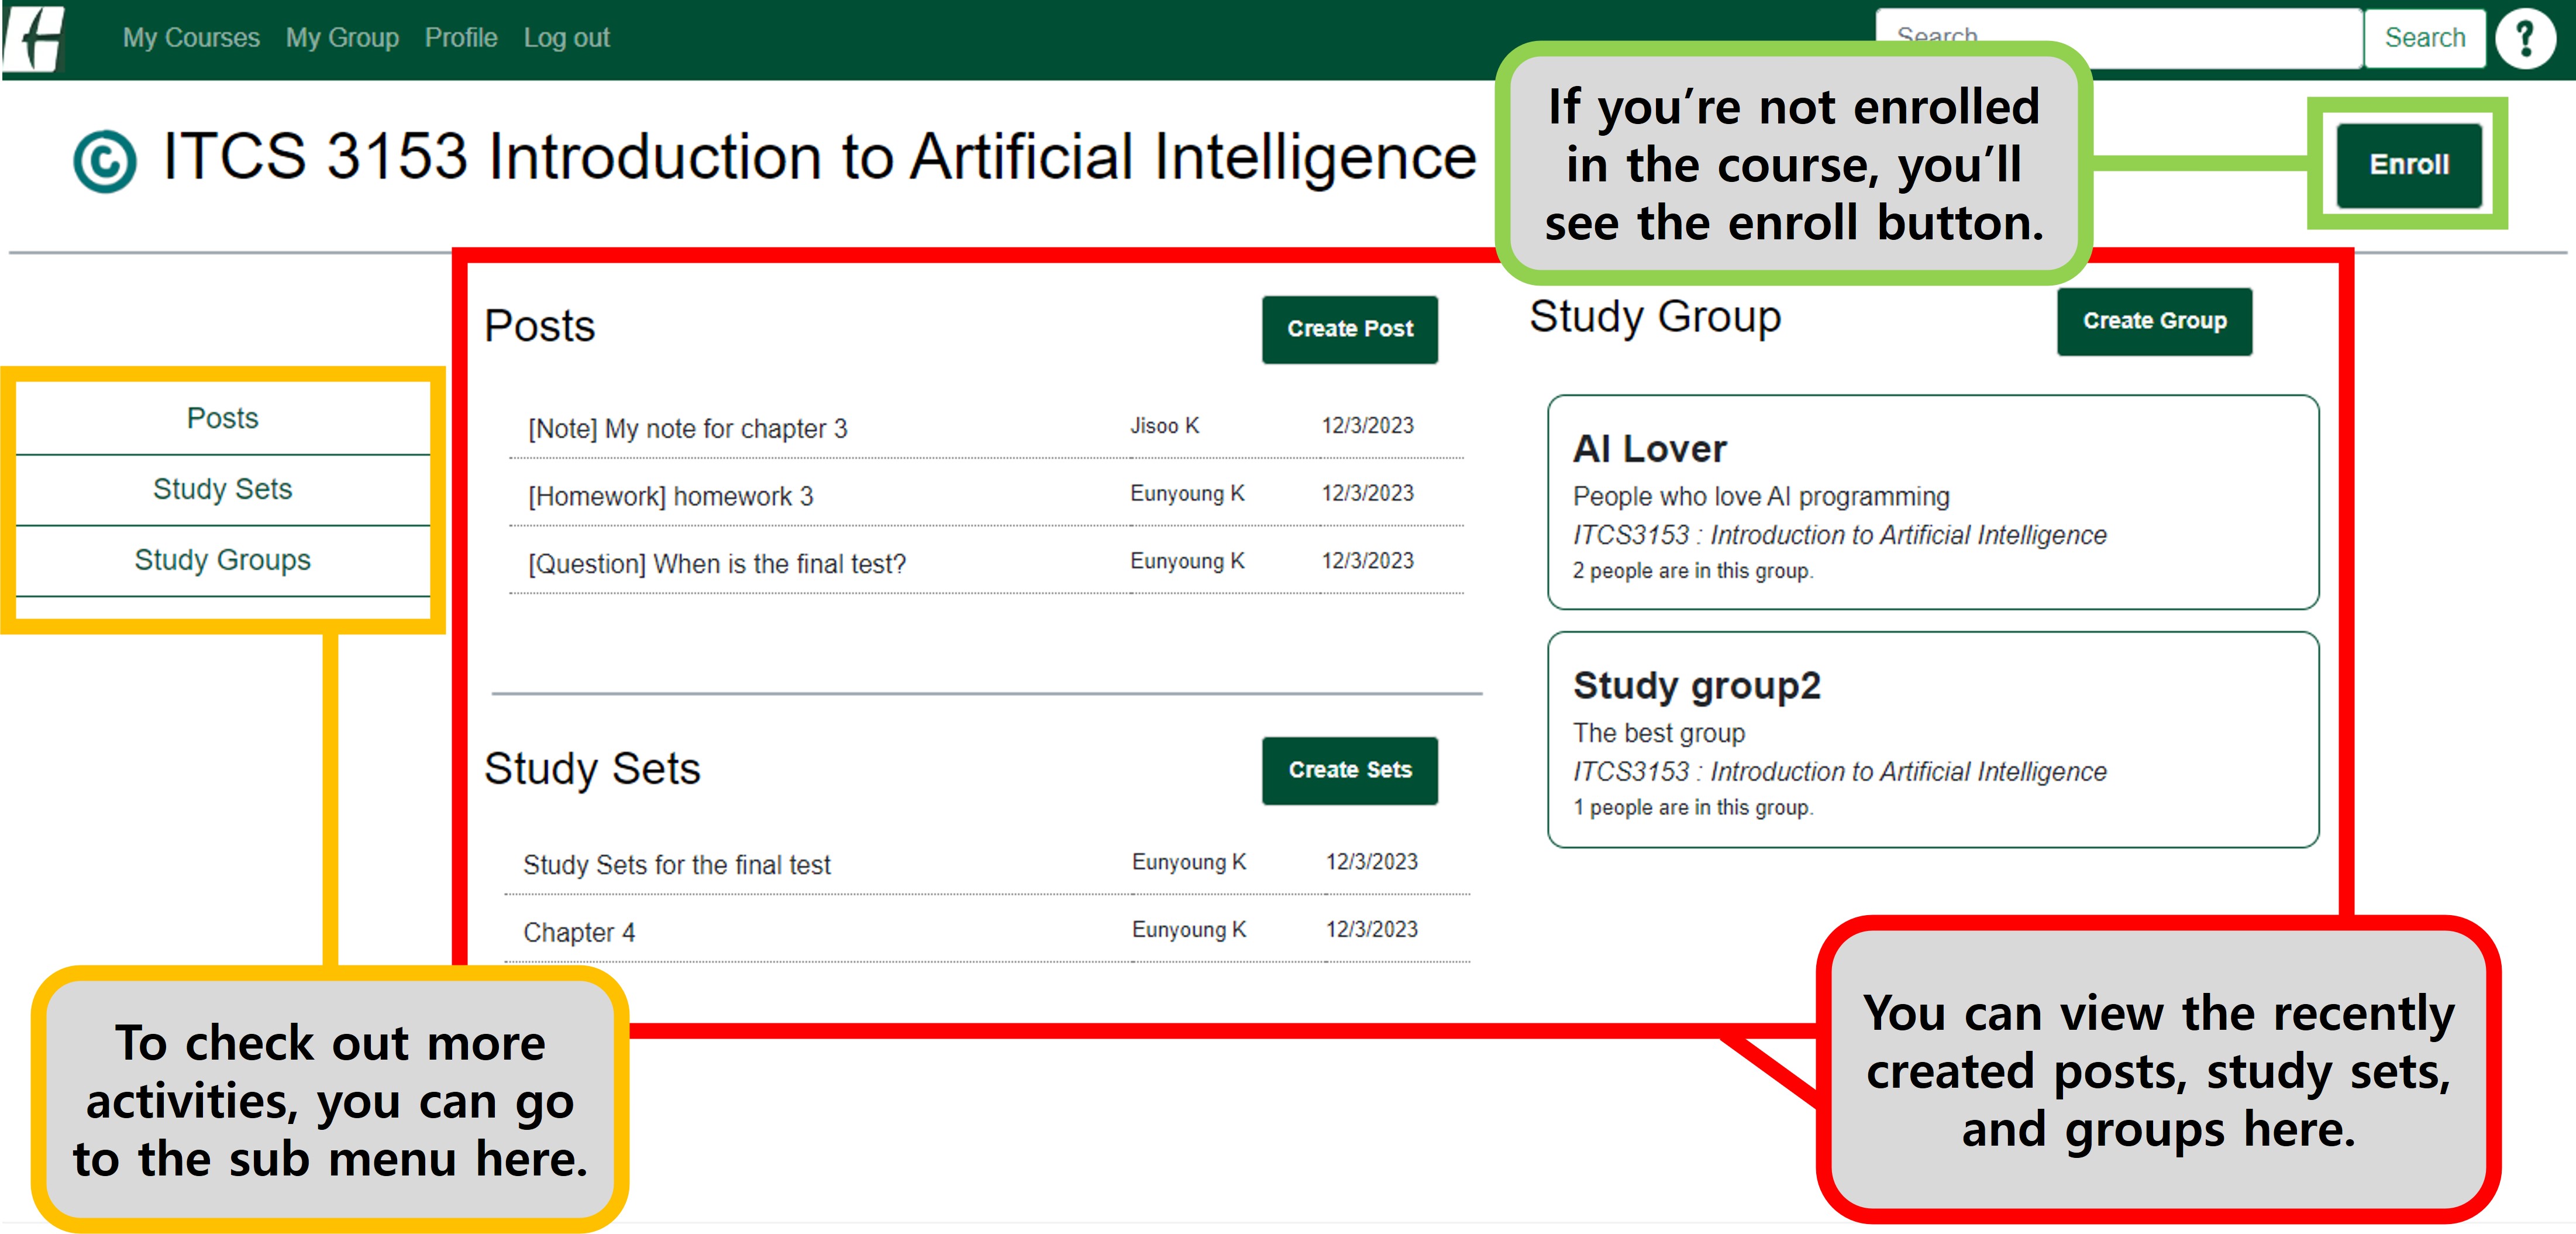 My Courses My Group Profile Log out
Search
Search
?
© ITCS 3153 Introduction to Artificial Intelligence
If you’re not enrolled
in the course, you’ll
see the enroll button.
Enroll
Posts
Study Sets
Study Groups
Posts
Create Post
[Note] My note for chapter 3 Jisoo K 12/3/2023
[Homework] homework 3 Eunyoung K 12/3/2023
[Question] When is the final test? Eunyoung K 12/3/2023
Study Sets
Create Sets
Study Sets for the final test Eunyoung K 12/3/2023
Chapter 4 Eunyoung K 12/3/2023
Study Group
Create Group
AI Lover
People who love AI programming
ITCS3153 : Introduction to Artificial Intelligence
2 people are in this group.
Study group2
The best group
ITCS3153 : Introduction to Artificial Intelligence
1 people are in this group.
To check out more
activities, you can go
to the sub menu here.
You can view the recently
created posts, study sets,
and groups here.